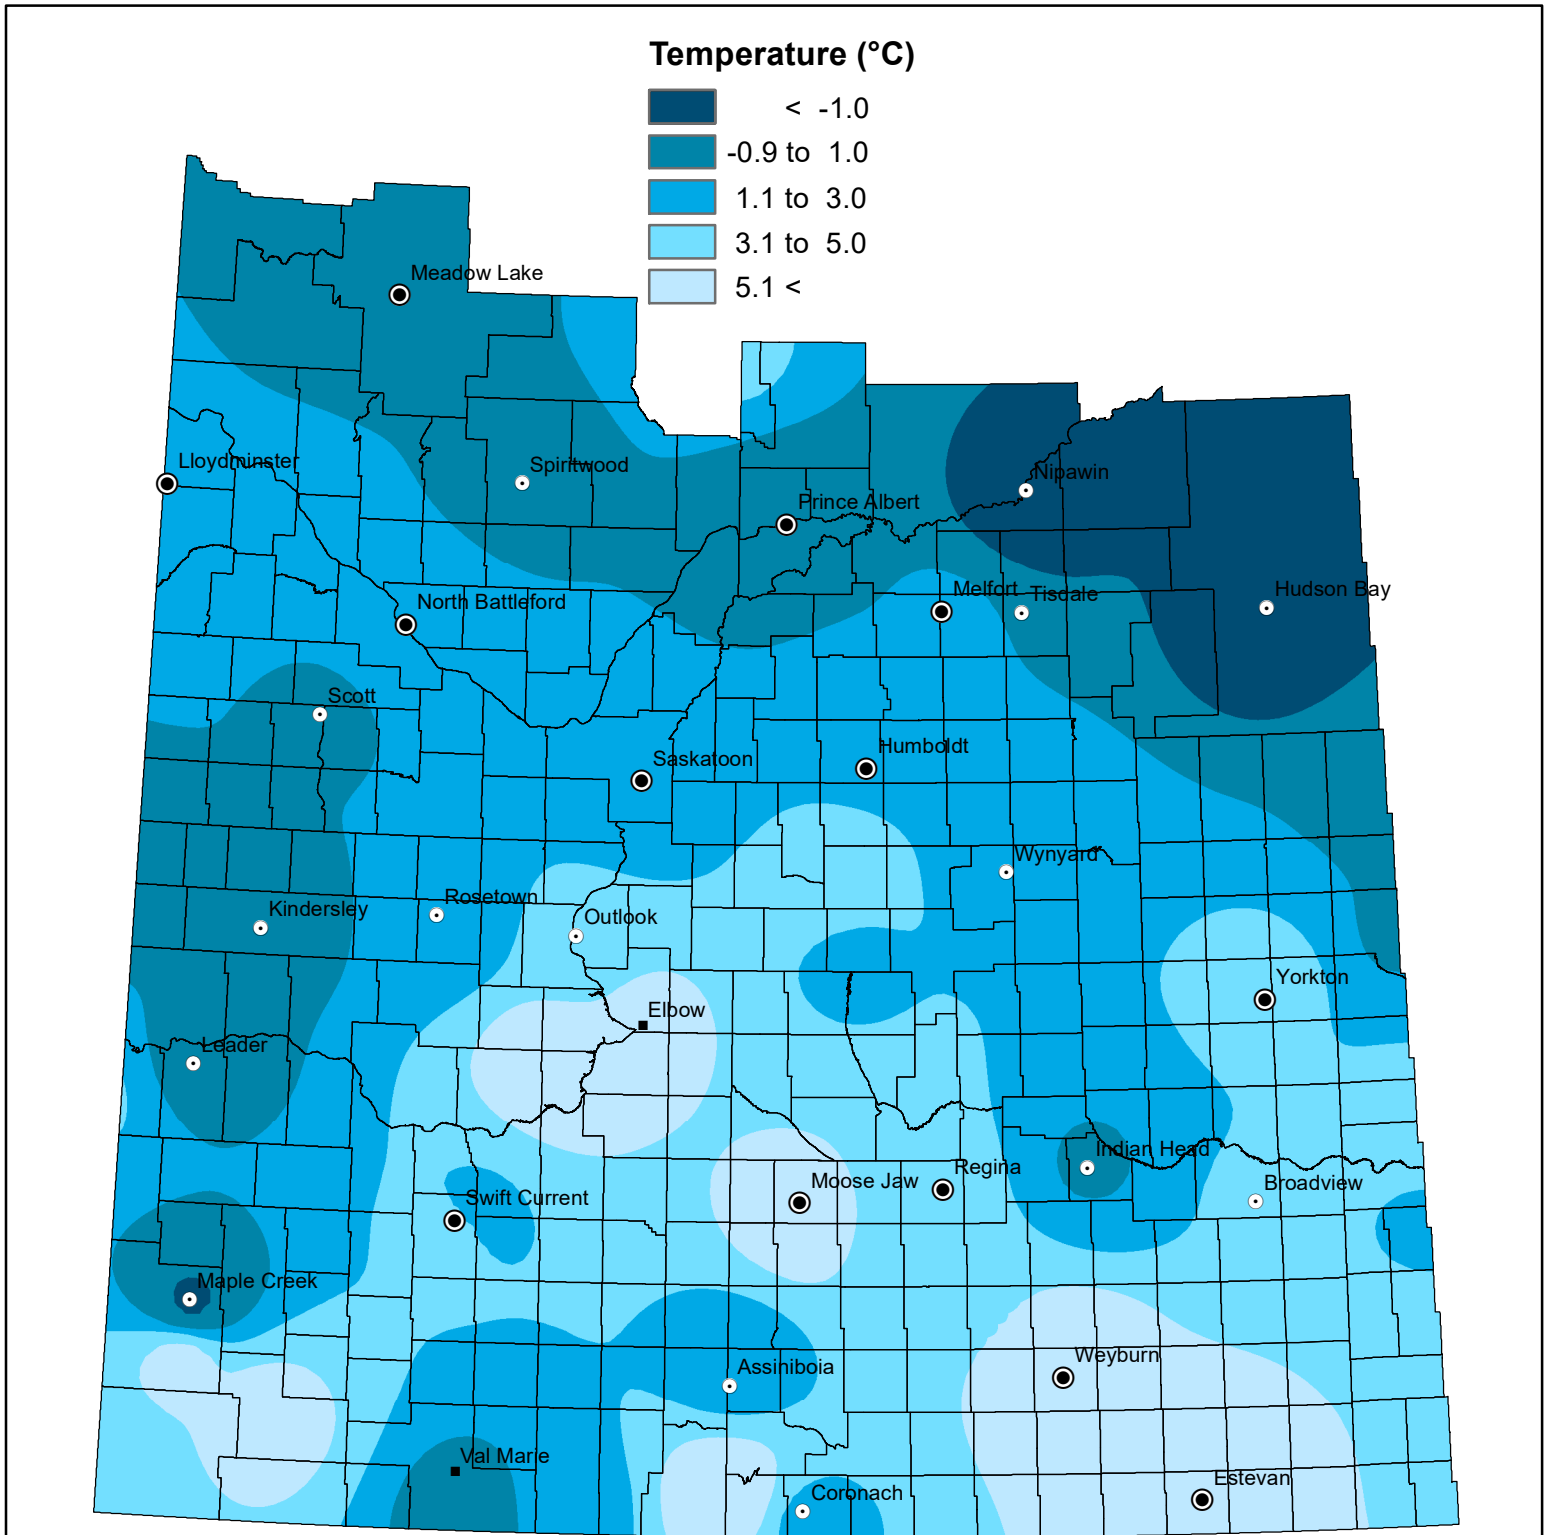 Temperature (°C)
< -1.0
-0.9 to 1.0
1.1 to 3.0
3.1 to 5.0
5.1 <
Meadow Lake
Lloydminster
Spiritwood
Nipawin
Prince Albert
Hudson Bay
Melfort
Tisdale
North Battleford
Scott
Humboldt
Saskatoon
Wynyard
Rosetown
Kindersley
Outlook
Yorkton
Elbow
Leader
Indian Head
Regina
Moose Jaw
Broadview
Swift Current
Maple Creek
Weyburn
Assiniboia
Val Marie
Estevan
Coronach